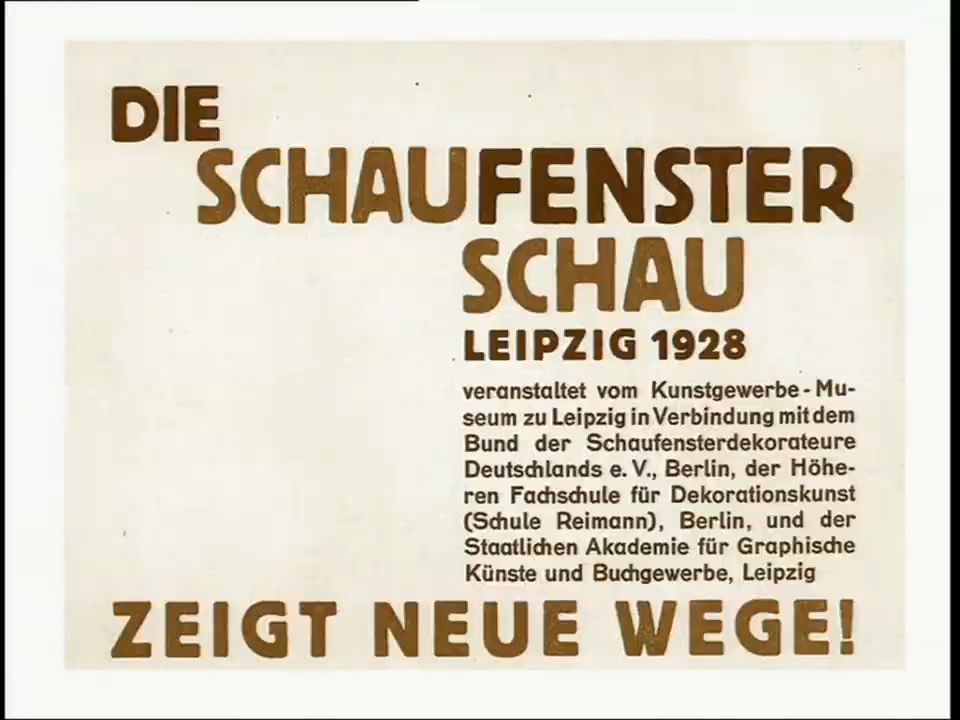 DIE
SCHAUFENSTER
SCHAU
LEIPZIG 1928
veranstaltet vom Kunstgewerbe-Mu-
seum zu Leipzig in Verbindung mit dem
Bund der Schaufensterdekorateure
Deutschlands e. V., Berlin, der Höhe-
ren Fachschule für Dekorationskunst
(Schule Reimann), Berlin, und der
Staatlichen Akademie für Graphische
Künste und Buchgewerbe, Leipzig
ZEIGT NEUE WEGE!